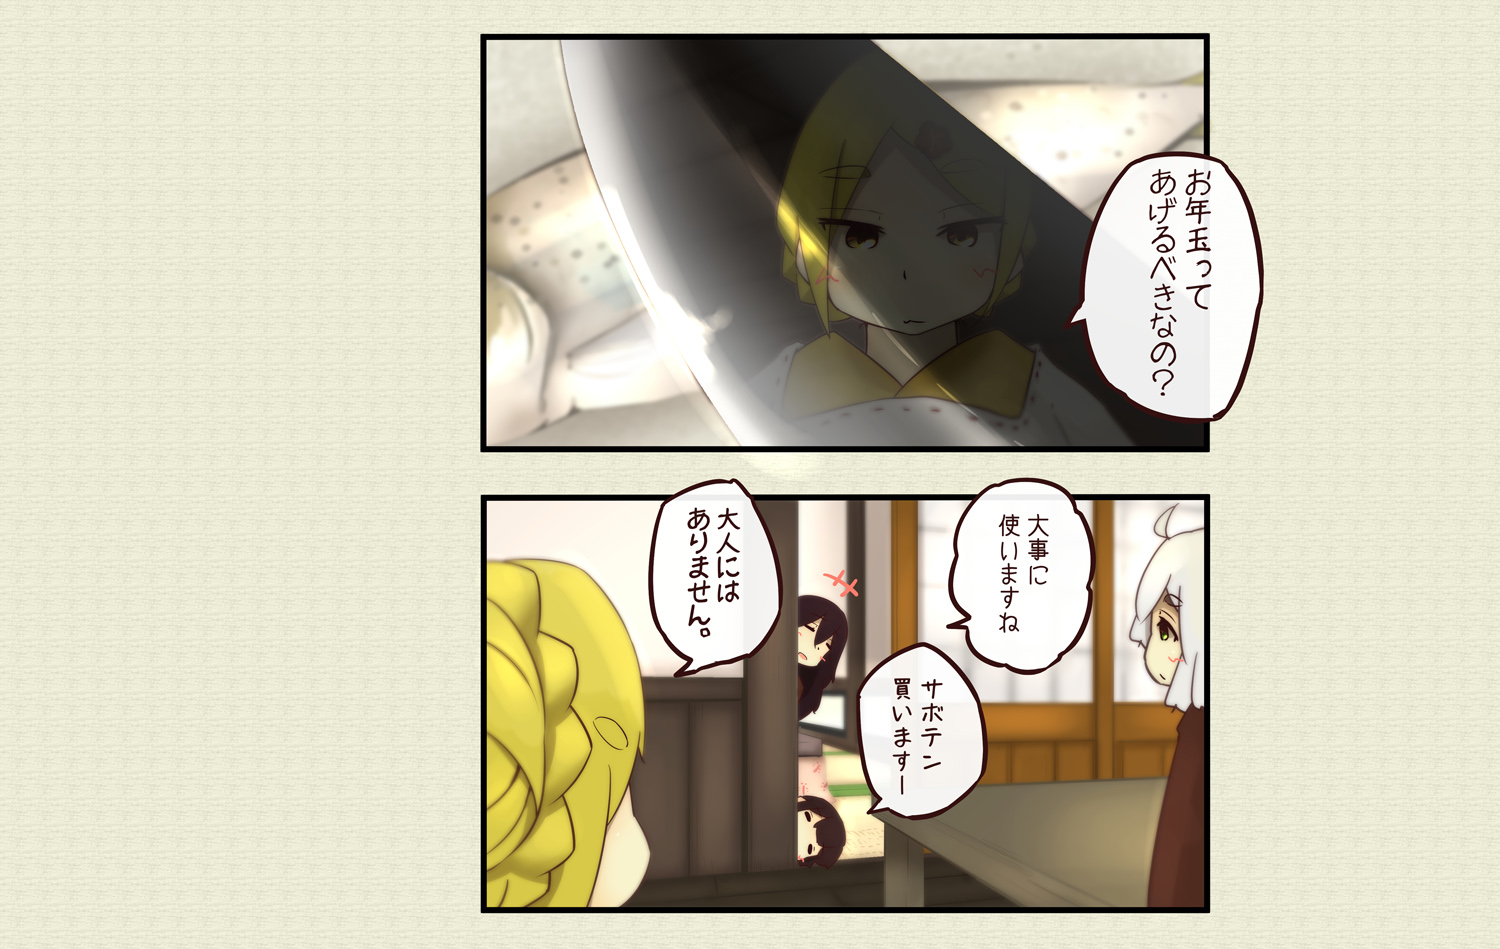 お年玉って
あげるべきなの?
大事に
使いますね
サボテン
買いますー
大人には
ありません。